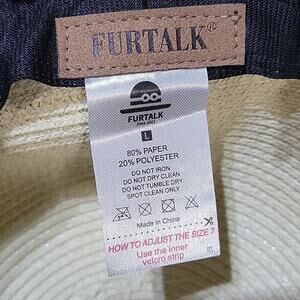 FURTALK®
FURTALK
L
80% PAPER
20% POLYESTER
DO NOT IRON
DO NOT DRY CLEAN
DO NOT TUMBLE DRY
SPOT CLEAN ONLY
Made in China
HOW TO ADJUST THE SIZE ?
Use the inner
velcro strip